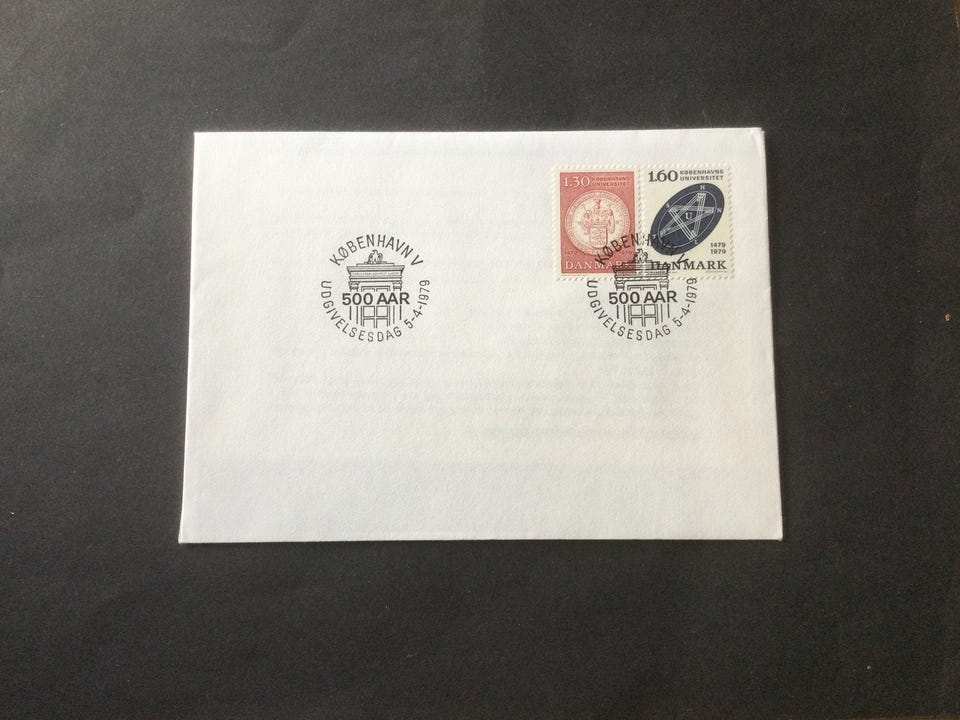 1.30 KØBENHAVNS
UNIVERSITET
DANMARK
1.60 KØBENHAVNS
UNIVERSITET
U
1479
1979
DANMARK
KØBENHAVN V
500 AAR
UDGIVELSESDAG 5-4-1979
KØBENHAVN V
500 AAR
UDGIVELSESDAG 5-4-1979